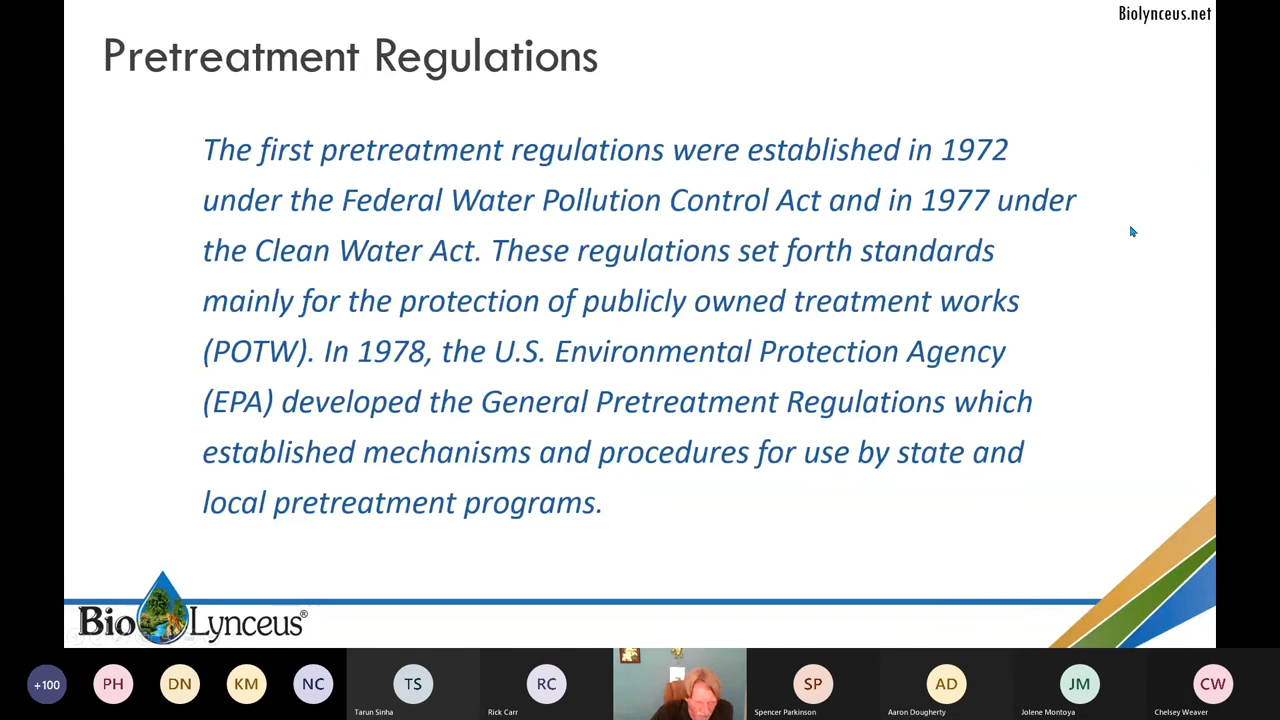 Biolynceus.net
Pretreatment Regulations
The first pretreatment regulations were established in 1972
under the Federal Water Pollution Control Act and in 1977 under
the Clean Water Act. These regulations set forth standards
mainly for the protection of publicly owned treatment works
(POTW). In 1978, the U.S. Environmental Protection Agency
(EPA) developed the General Pretreatment Regulations which
established mechanisms and procedures for use by state and
local pretreatment programs.
Bio Lynceus®
+100 PH DN KM NC TS RC SP AD JM CW
Tarun Sinha Rick Carr Spencer Parkinson Aaron Dougherty Jolene Montoya Chelsey Weaver